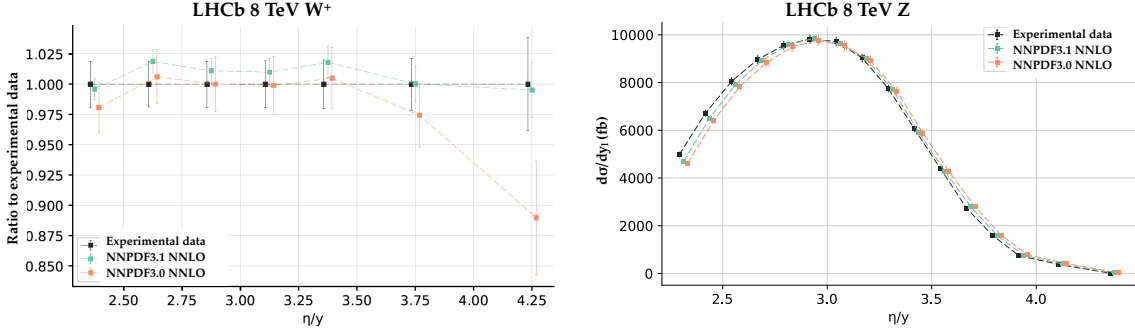 LHCb 8 TeV W+
Ratio to experimental data
1.025
1.000
0.975
0.950
0.925
0.900
0.875
0.850
Experimental data
NNPDF3.1 NNLO
NNPDF3.0 NNLO
2.50 2.75 3.00 3.25 3.50 3.75 4.00 4.25
η/y
LHCb 8 TeV Z
dσ/dyl (fb)
10000
8000
6000
4000
2000
0
Experimental data
NNPDF3.1 NNLO
NNPDF3.0 NNLO
2.5 3.0 3.5 4.0
η/y